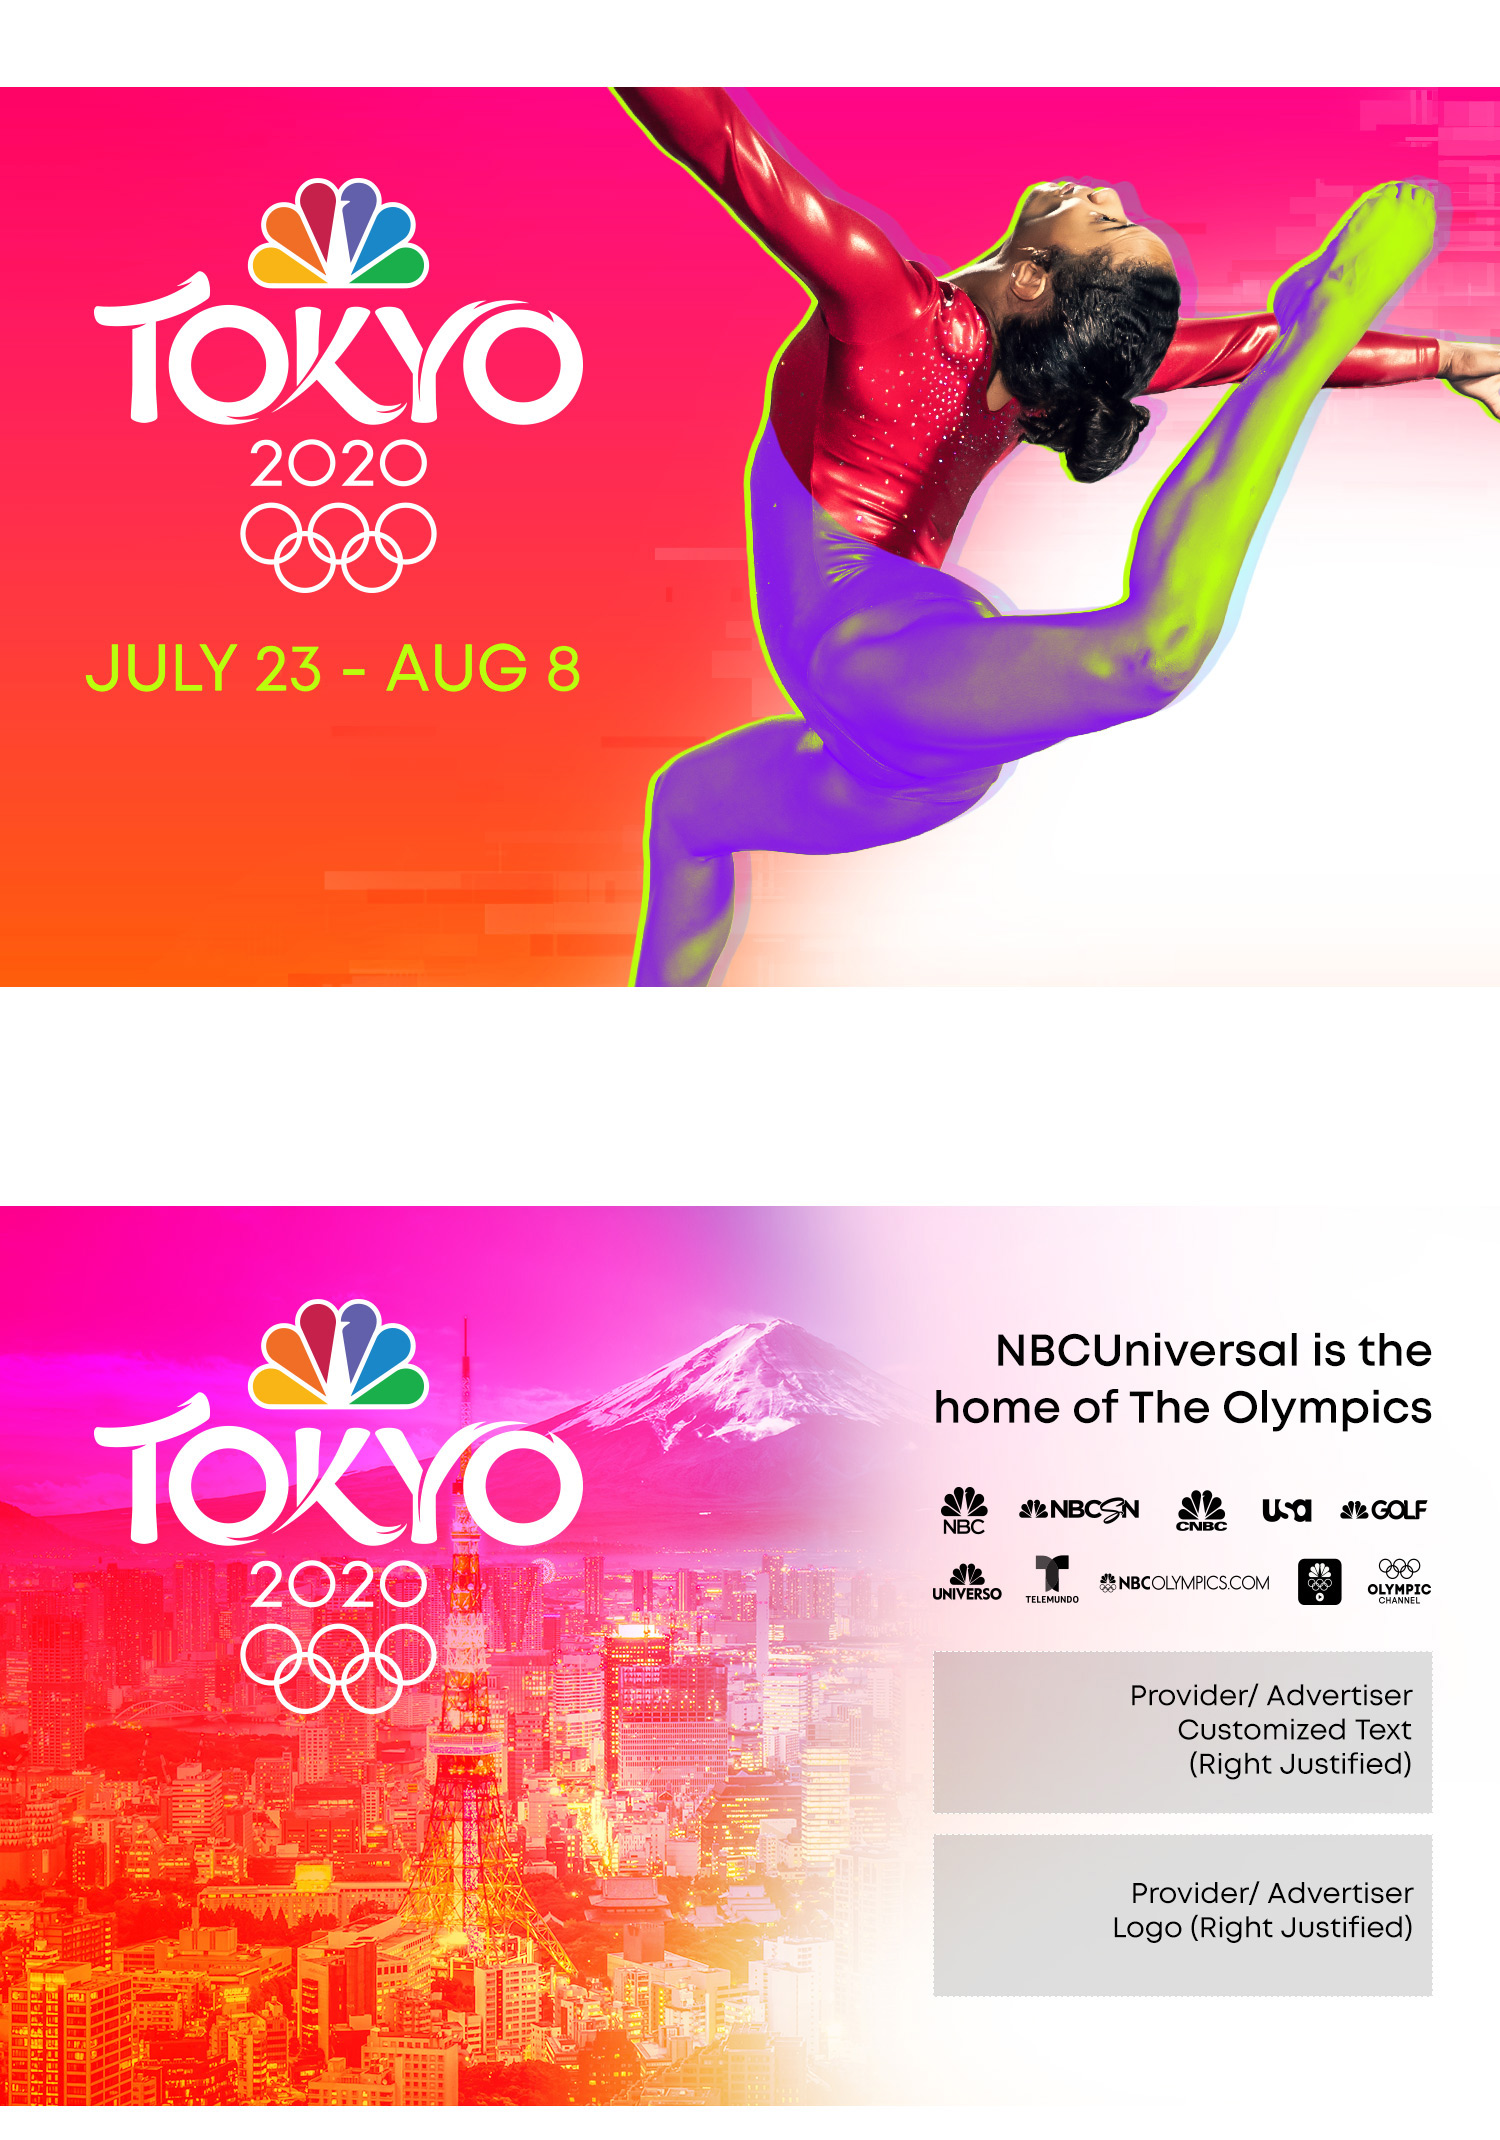 TOKYO
2020
JULY 23 - AUG 8
TOKYO
2020
NBCUniversal is the
home of The Olympics
NBC NBCSN CNBC USA GOLF
UNIVERSO TELEMUNDO NBCOLYMPICS.COM OLYMPIC CHANNEL
Provider/ Advertiser
Customized Text
(Right Justified)
Provider/ Advertiser
Logo (Right Justified)